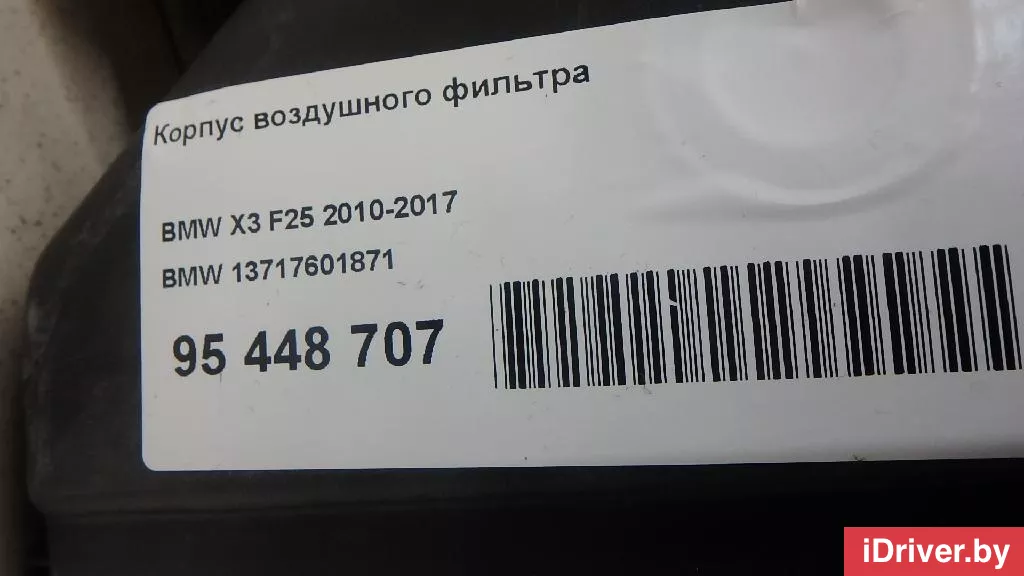 Корпус воздушного фильтра
BMW X3 F25 2010-2017
BMW 13717601871
95 448 707
iDriver.by